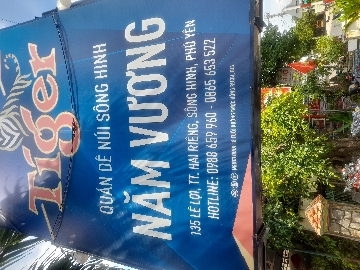 Tiger
QUÁN DÊ NÚI SÔNG HINH
NĂM VƯƠNG
135 LÊ LỢI, TT. HAI RIÊNG, SÔNG HINH, PHÚ YÊN
HOTLINE: 0988 659 960 - 0865 653 522